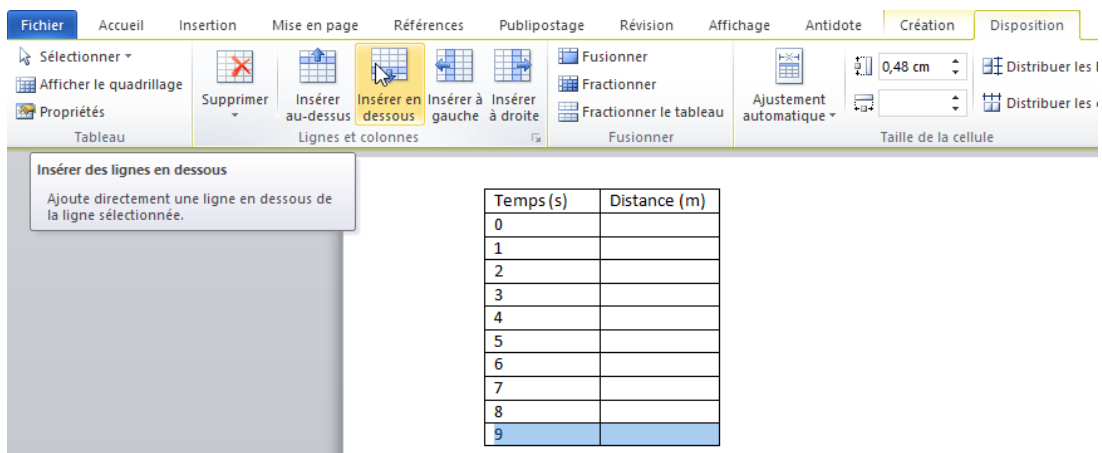 Fichier Accueil Insertion Mise en page Références Publipostage Révision Affichage Antidote Création Disposition
Sélectionner
Afficher le quadrillage
Propriétés
Tableau
Supprimer
Insérer
au-dessus
Insérer en
dessous
Insérer à
gauche
Insérer
à droite
Lignes et colonnes
Fusionner
Fractionner
Fractionner le tableau
Fusionner
Ajustement
automatique
0,48 cm
Distribuer les
Distribuer les
Taille de la cellule
Insérer des lignes en dessous
Ajoute directement une ligne en dessous de
la ligne sélectionnée.
Temps (s) Distance (m)
0
1
2
3
4
5
6
7
8
9